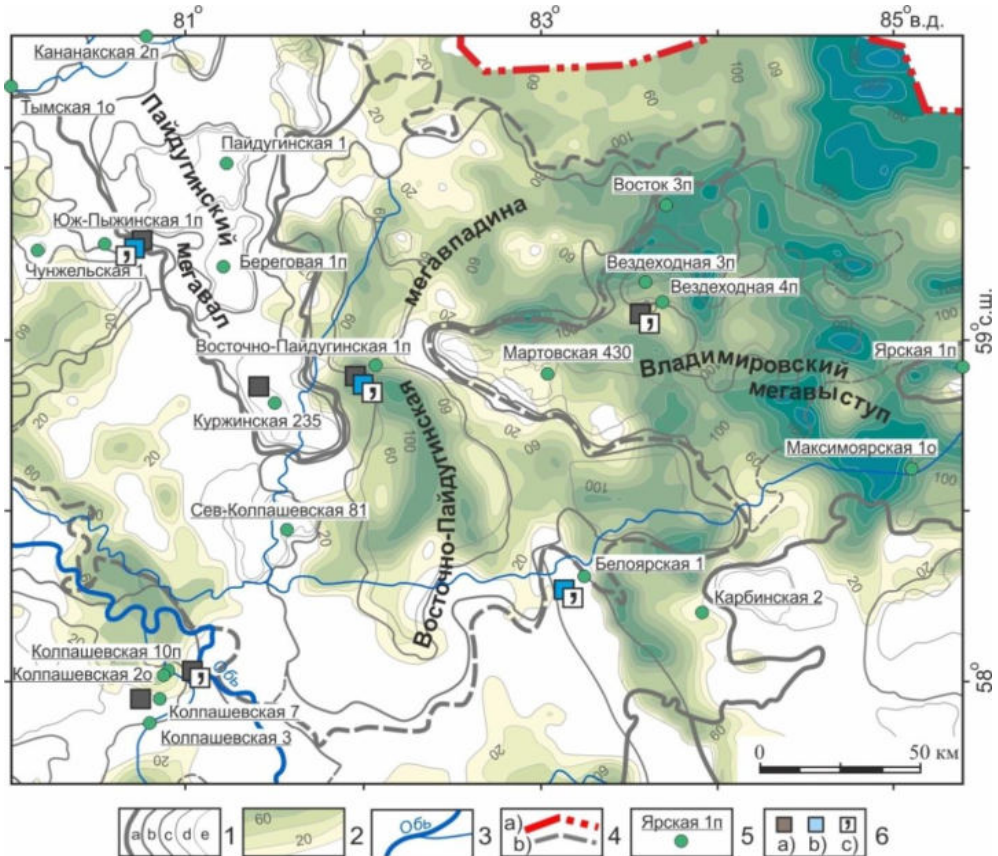 81°
83°
85° в.д.
Кананакская 2п
Тымская 1о
Пайдугинский
мегавал
Пайдугинская 1
Восток 3п
Юж-Пыжинская 1п
Чунжельская 1
Береговая 1п
мегавпадина
Вездеходная 3п
Вездеходная 4п
59°с.ш.
Восточно-Пайдугинская 1п
Мартовская 430
Владимировский
мегавыступ
Ярская 1п
Куржинская 235
Восточно-Пайдугинская
Максимоярская 1о
Сев-Колпашевская 81
Белоярская 1
Карбинская 2
Колпашевская 10п
Колпашевская 2о
Обь
58°
Колпашевская 7
Колпашевская 3
0 50 км
a b c d e 1
60 20 2
Обь 3
a) b) 4
Ярская 1п 5
a) b) c) 6